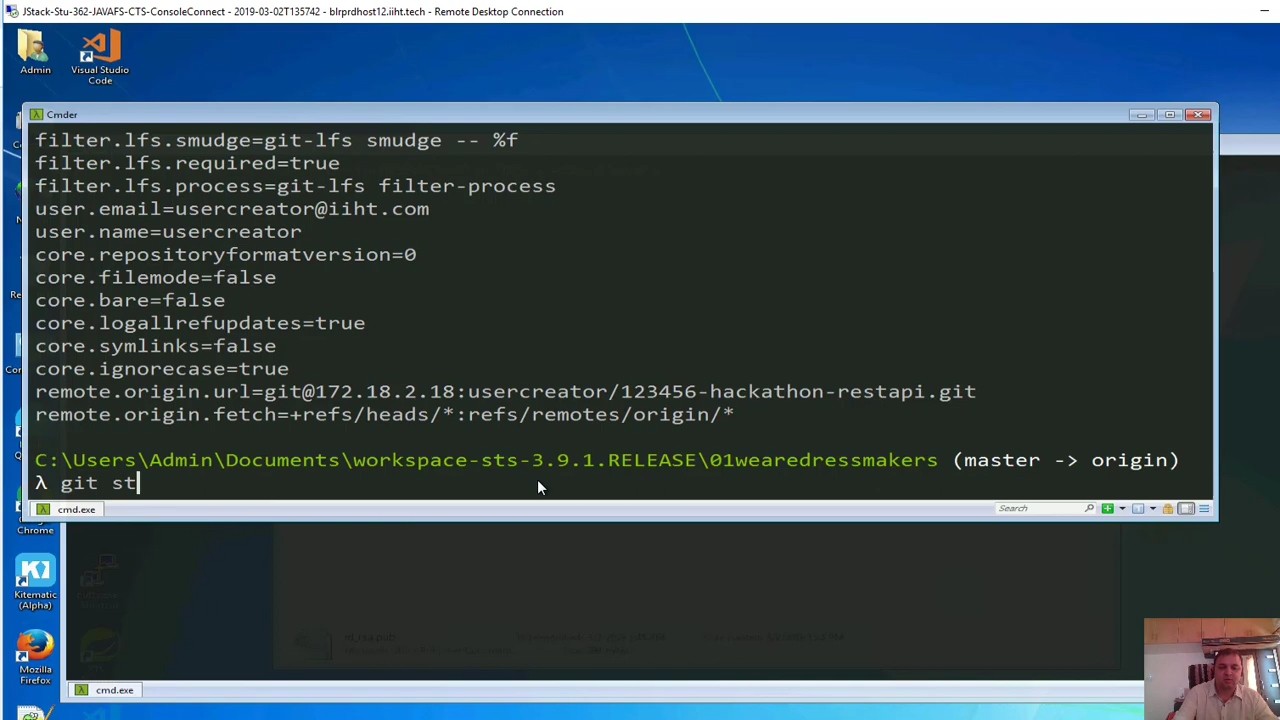 JStack-Stu-362-JAVAFS-CTS-ConsoleConnect - 2019-03-02T135742 - blrprdhost12.iiht.tech - Remote Desktop Connection
Admin
Visual Studio
Code
Cmder
filter.lfs.smudge=git-lfs smudge -- %f
filter.lfs.required=true
filter.lfs.process=git-lfs filter-process
user.email=usercreator@iiht.com
user.name=usercreator
core.repositoryformatversion=0
core.filemode=false
core.bare=false
core.logallrefupdates=true
core.symlinks=false
core.ignorecase=true
remote.origin.url=git@172.18.2.18:usercreator/123456-hackathon-restapi.git
remote.origin.fetch=+refs/heads/*:refs/remotes/origin/*
C:\Users\Admin\Documents\workspace-sts-3.9.1.RELEASE\01wearedressmakers (master -> origin)
λ git st
cmd.exe
Search
Chrome
Kitematic
(Alpha)
Mozilla
Firefox
cmd.exe